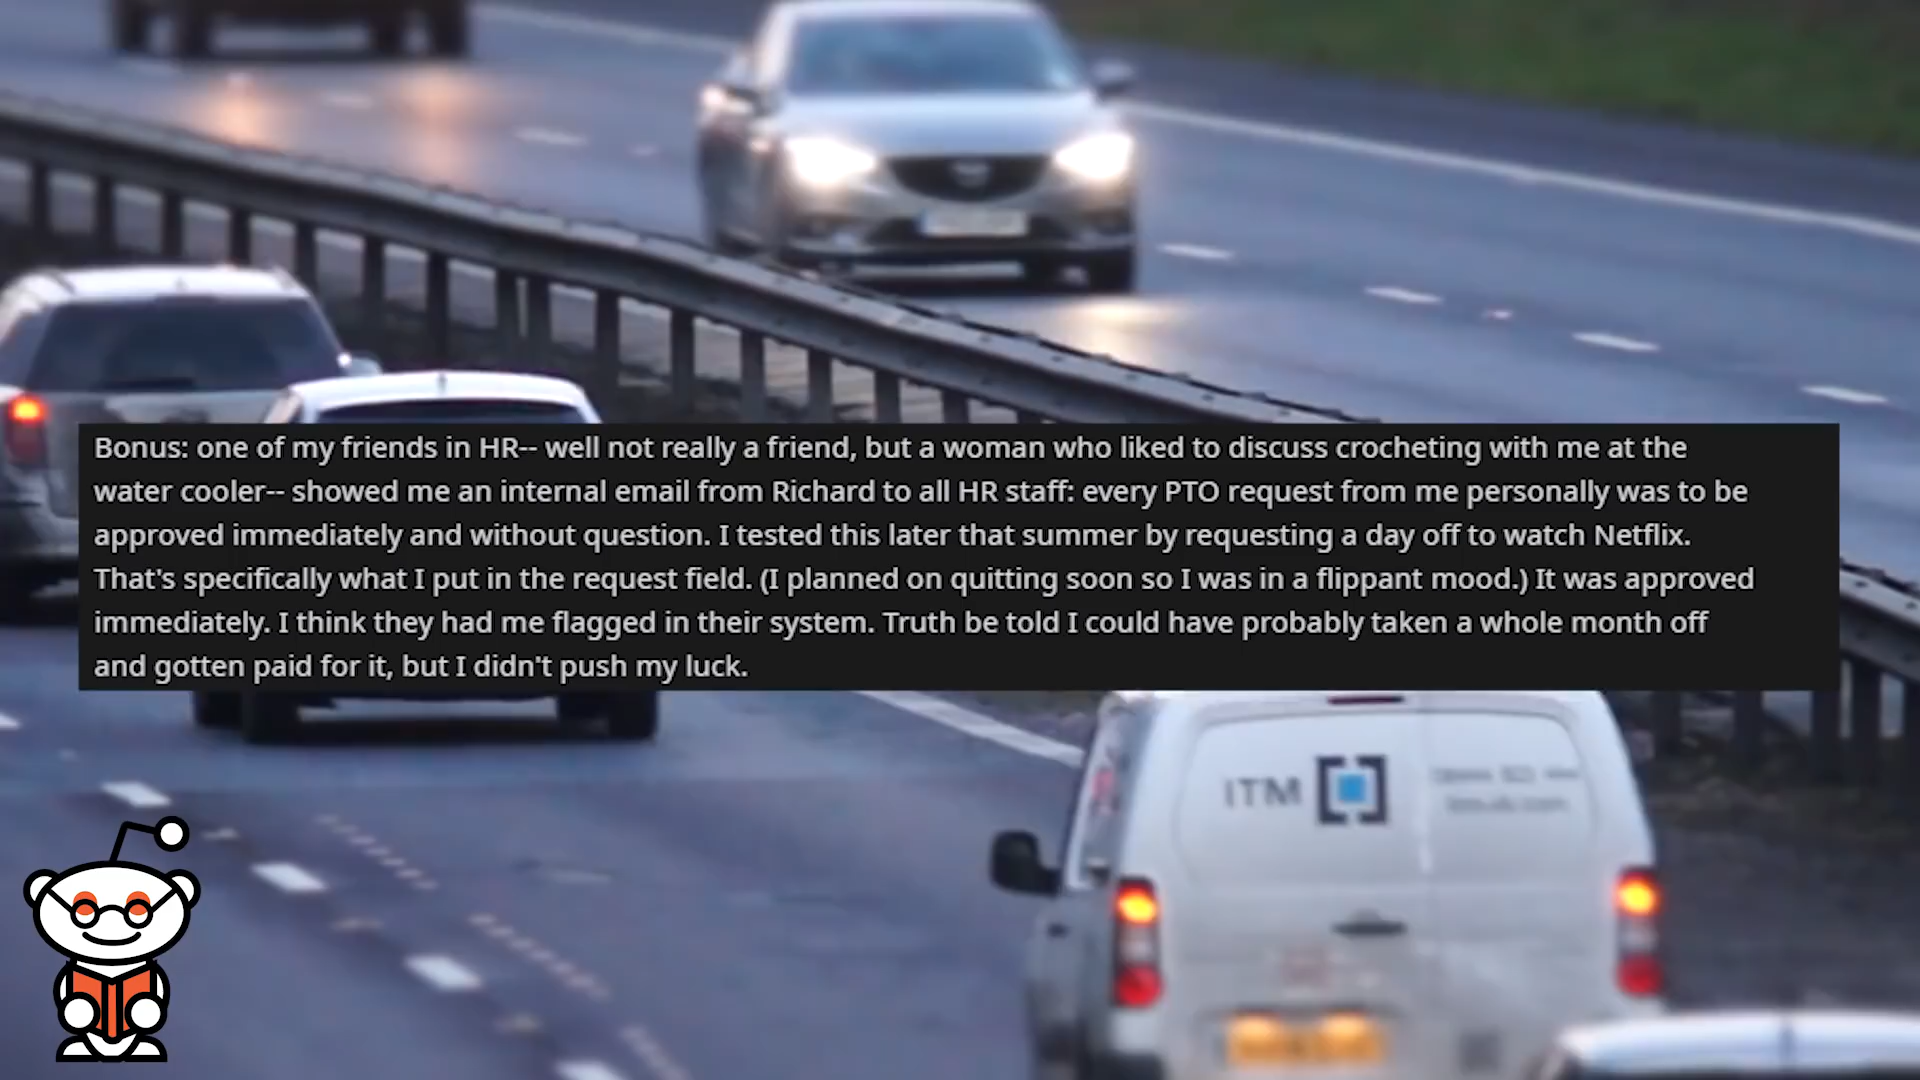 Bonus: one of my friends in HR-- well not really a friend, but a woman who liked to discuss crocheting with me at the
water cooler-- showed me an internal email from Richard to all HR staff: every PTO request from me personally was to be
approved immediately and without question. I tested this later that summer by requesting a day off to watch Netflix.
That's specifically what I put in the request field. (I planned on quitting soon so I was in a flippant mood.) It was approved
immediately. I think they had me flagged in their system. Truth be told I could have probably taken a whole month off
and gotten paid for it, but I didn't push my luck.
ITM